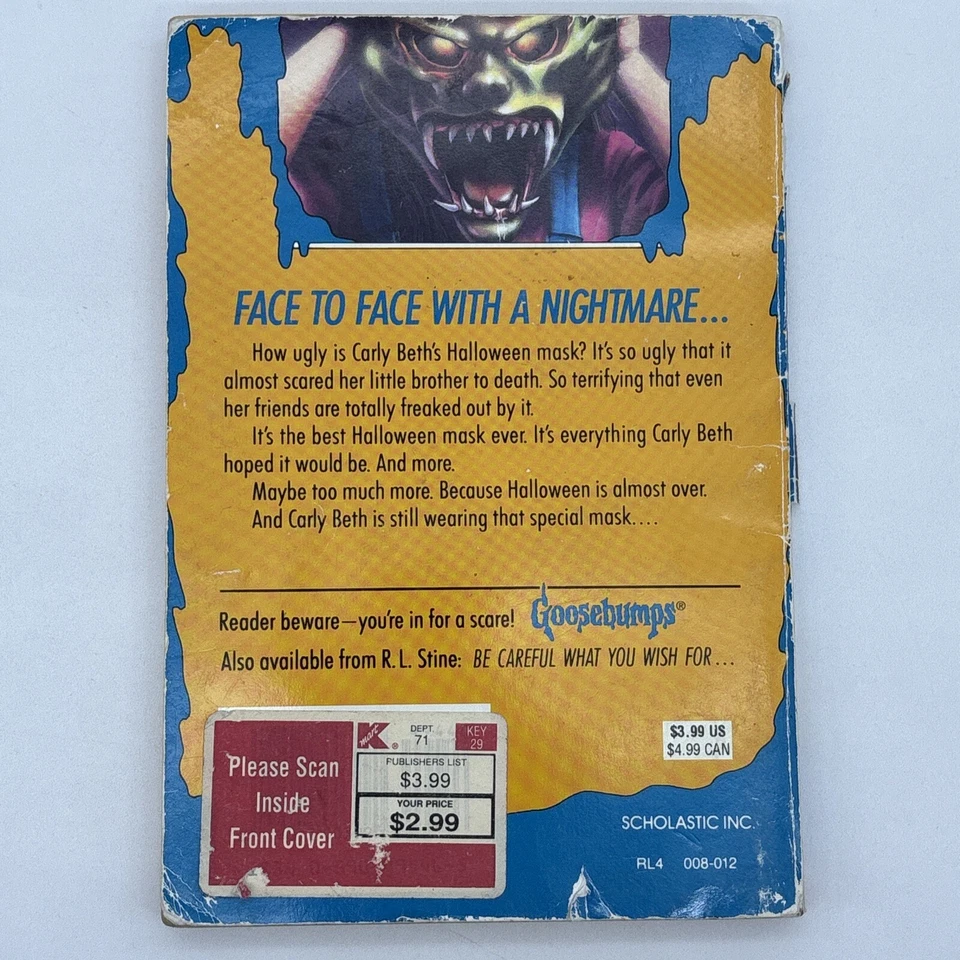 FACE TO FACE WITH A NIGHTMARE...
How ugly is Carly Beth's Halloween mask? It's so ugly that it
almost scared her little brother to death. So terrifying that even
her friends are totally freaked out by it.
It's the best Halloween mask ever. It's everything Carly Beth
hoped it would be. And more.
Maybe too much more. Because Halloween is almost over.
And Carly Beth is still wearing that special mask....
Reader beware—you're in for a scare! Goosebumps®
Also available from R. L. Stine: BE CAREFUL WHAT YOU WISH FOR...
Please Scan
Inside
Front Cover
K mart ®
DEPT
71
KEY
29
PUBLISHERS LIST
$3.99
YOUR PRICE
$2.99
$3.99 US
$4.99 CAN
SCHOLASTIC INC.
RL4 008-012